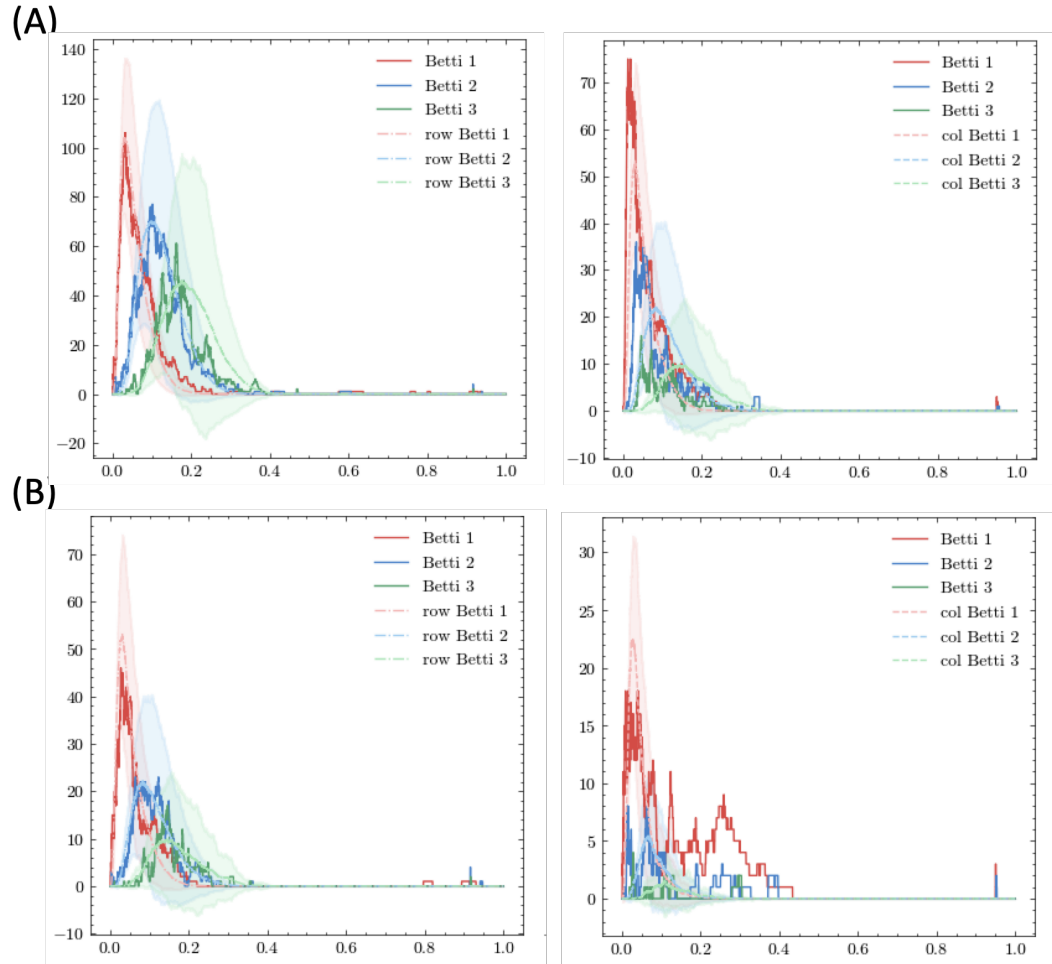 (A)
140
120
100
80
60
40
20
0
−20
0.0 0.2 0.4 0.6 0.8 1.0
Betti 1
Betti 2
Betti 3
row Betti 1
row Betti 2
row Betti 3
70
60
50
40
30
20
10
0
−10
0.0 0.2 0.4 0.6 0.8 1.0
Betti 1
Betti 2
Betti 3
col Betti 1
col Betti 2
col Betti 3
(B)
70
60
50
40
30
20
10
0
−10
0.0 0.2 0.4 0.6 0.8 1.0
Betti 1
Betti 2
Betti 3
row Betti 1
row Betti 2
row Betti 3
30
25
20
15
10
5
0
0.0 0.2 0.4 0.6 0.8 1.0
Betti 1
Betti 2
Betti 3
col Betti 1
col Betti 2
col Betti 3